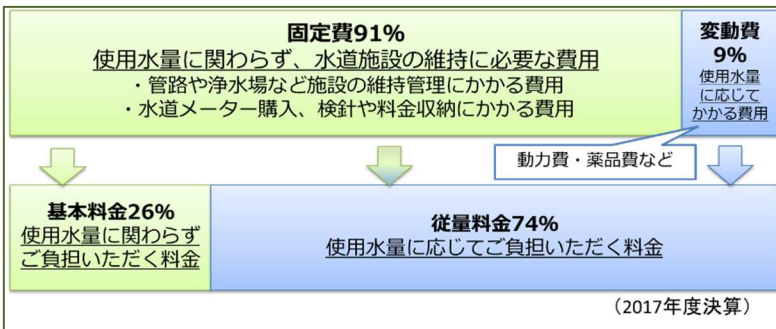 固定費91%
使用水量に関わらず、水道施設の維持に必要な費用
・管路や浄水場など施設の維持管理にかかる費用
・水道メーター購入、検針や料金収納にかかる費用
変動費
9%
使用水量
に応じて
かかる費用
動力費・薬品費など
基本料金26%
使用水量に関わらず
ご負担いただく料金
従量料金74%
使用水量に応じてご負担いただく料金
（2017年度決算）